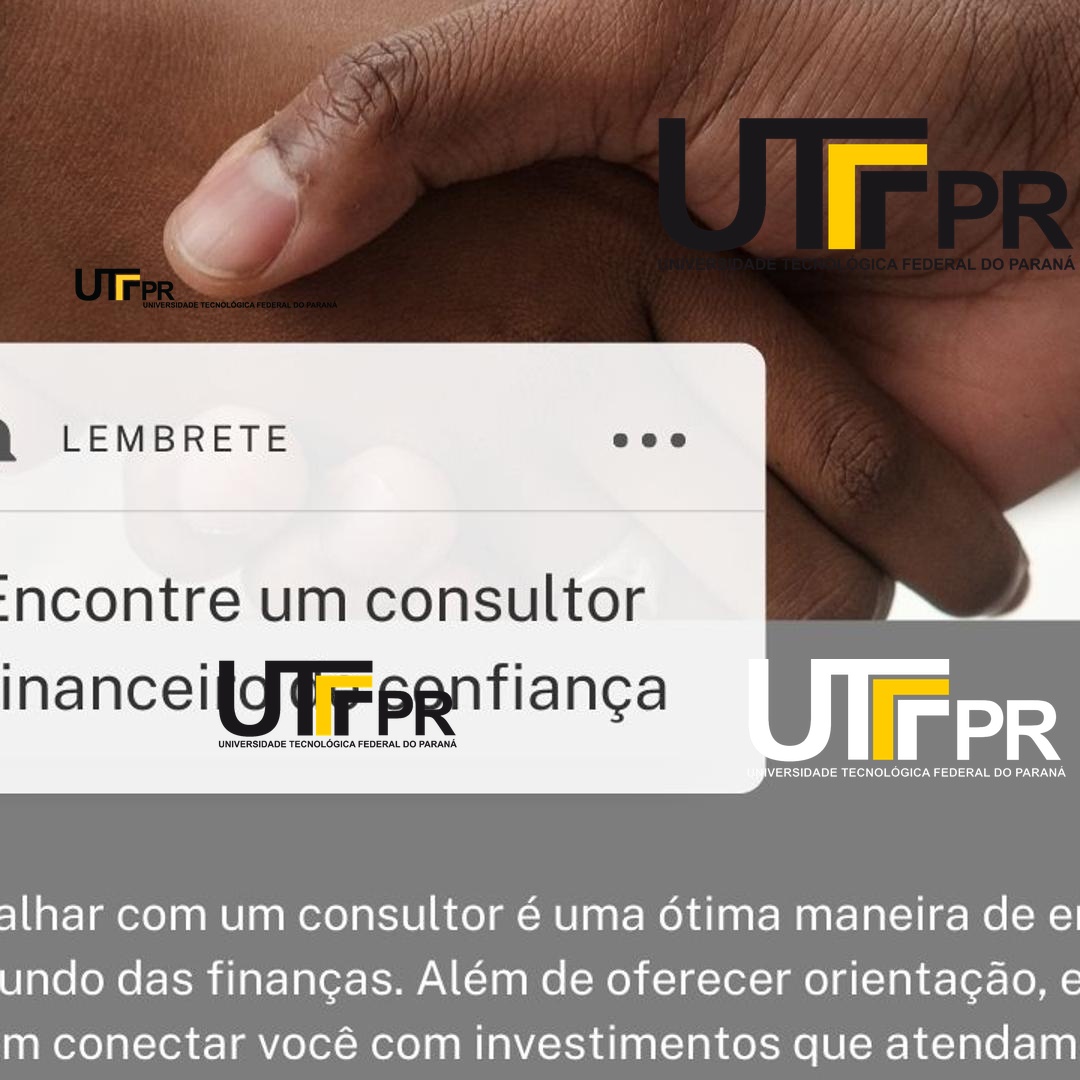 UTFPR
UNIVERSIDADE TECNOLÓGICA FEDERAL DO PARANÁ
UTFPR
UNIVERSIDADE TECNOLÓGICA FEDERAL DO PARANÁ
LEMBRETE
Encontre um consultor
financeiro de confiança
UTFPR
UNIVERSIDADE TECNOLÓGICA FEDERAL DO PARANÁ
UTFPR
UNIVERSIDADE TECNOLÓGICA FEDERAL DO PARANÁ
alhar com um consultor é uma ótima maneira de
undo das finanças. Além de oferecer orientação, e
m conectar você com investimentos que atendam